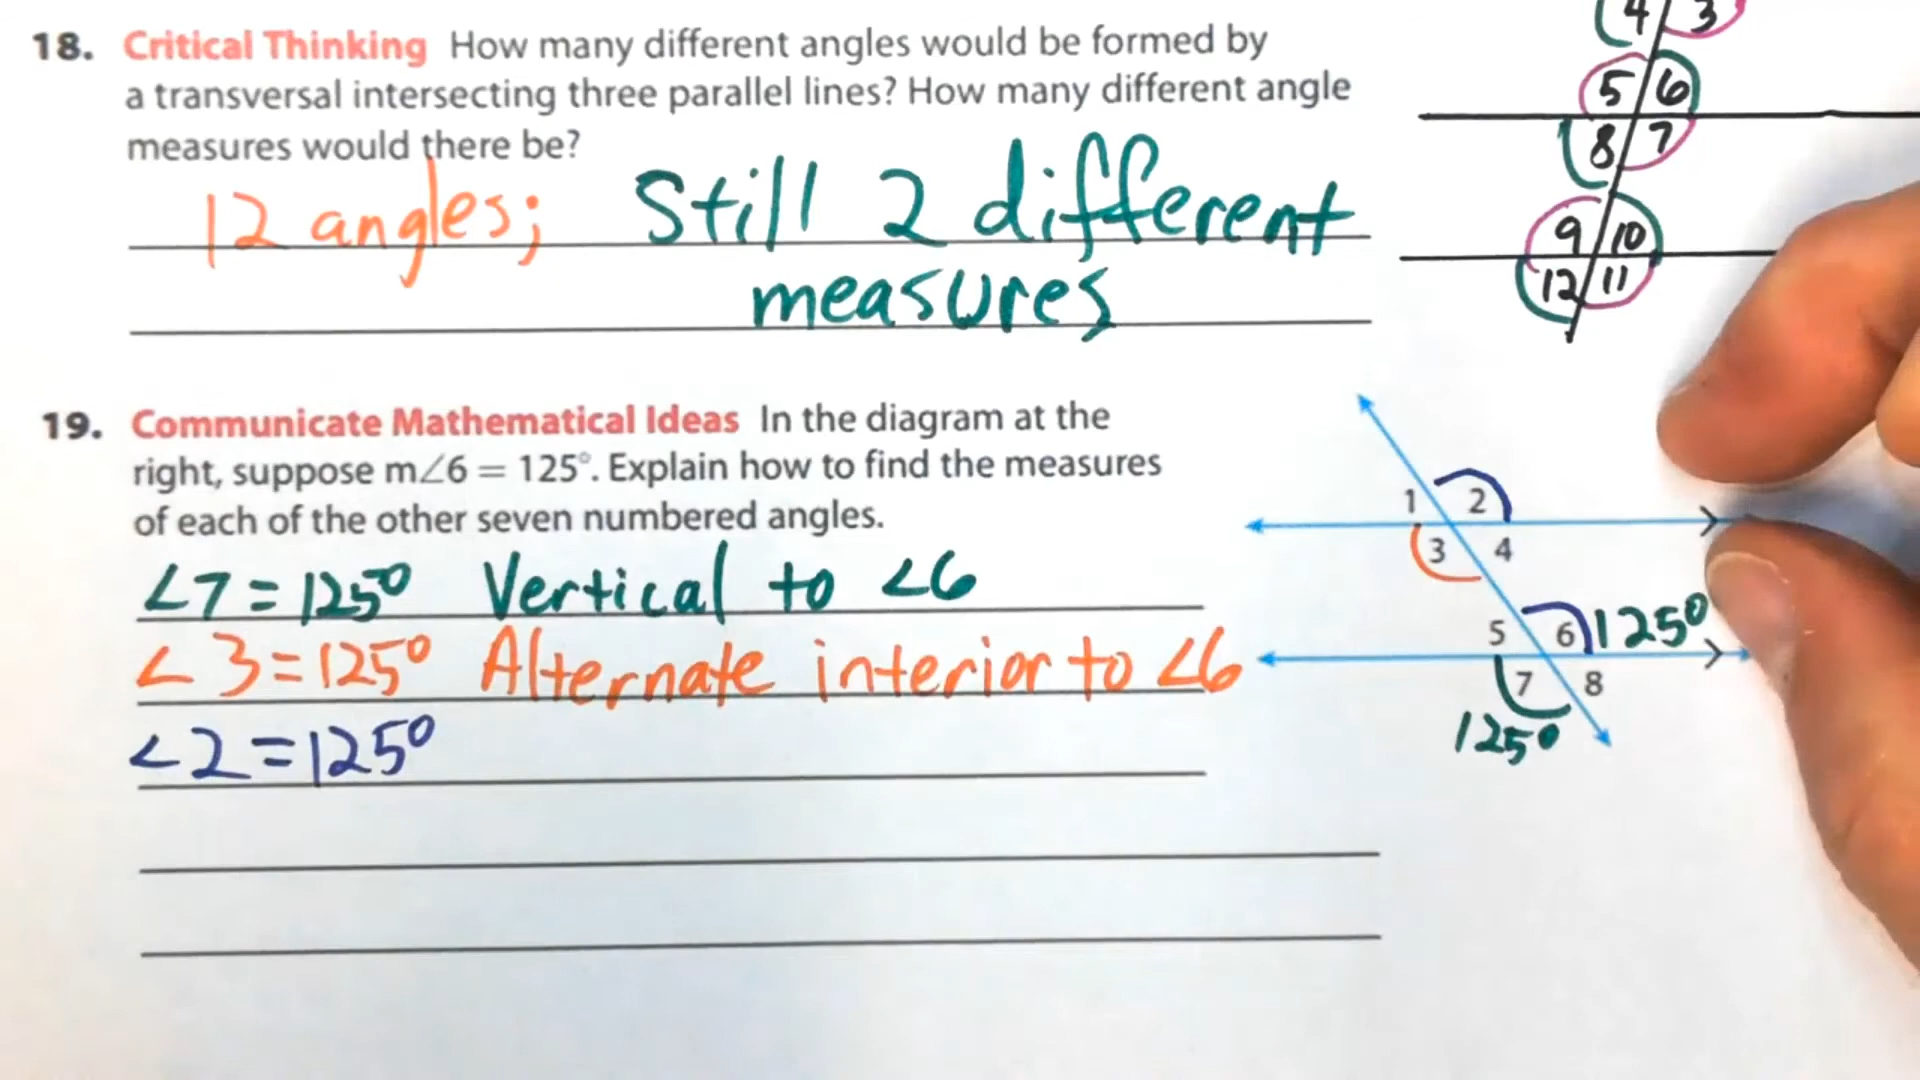 18. Critical Thinking How many different angles would be formed by
a transversal intersecting three parallel lines? How many different angle
measures would there be?
12 angles; Still 2 different
measures
4 3
5 6
8 7
9 10
12 11
19. Communicate Mathematical Ideas In the diagram at the
right, suppose m∠6 = 125°. Explain how to find the measures
of each of the other seven numbered angles.
∠7=125° Vertical to ∠6
∠3=125° Alternate interior to ∠6
∠2=125°
1 2
3 4
5 6 125°
7 8
125°